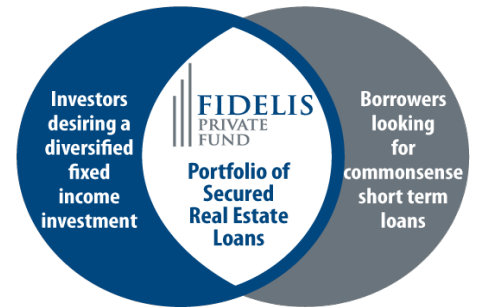 Investors
desiring a
diversified
fixed
income
investment
FIDELIS
PRIVATE
FUND
Portfolio of
Secured
Real Estate
Loans
Borrowers
looking
for
commonsense
short term
loans